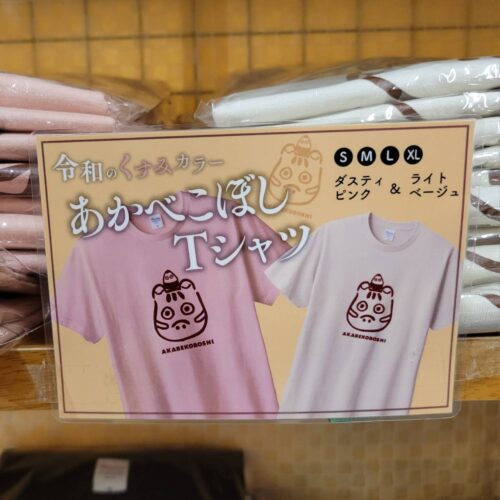 令和のくすみカラー
あかべこぼし
Tシャツ
S M L XL
ダスティ
ピンク
&
ライト
ベージュ
AKABEKOBOSHI
AKABEKOBOSHI
AKABEKOBOSHI